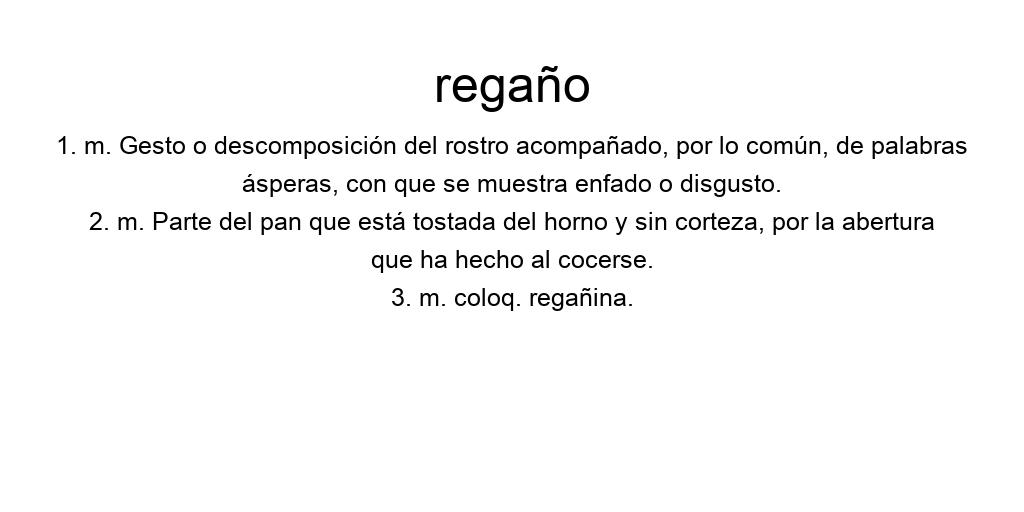 regaño
1. m. Gesto o descomposición del rostro acompañado, por lo común, de palabras
ásperas, con que se muestra enfado o disgusto.
2. m. Parte del pan que está tostada del horno y sin corteza, por la abertura
que ha hecho al cocerse.
3. m. coloq. regañina.